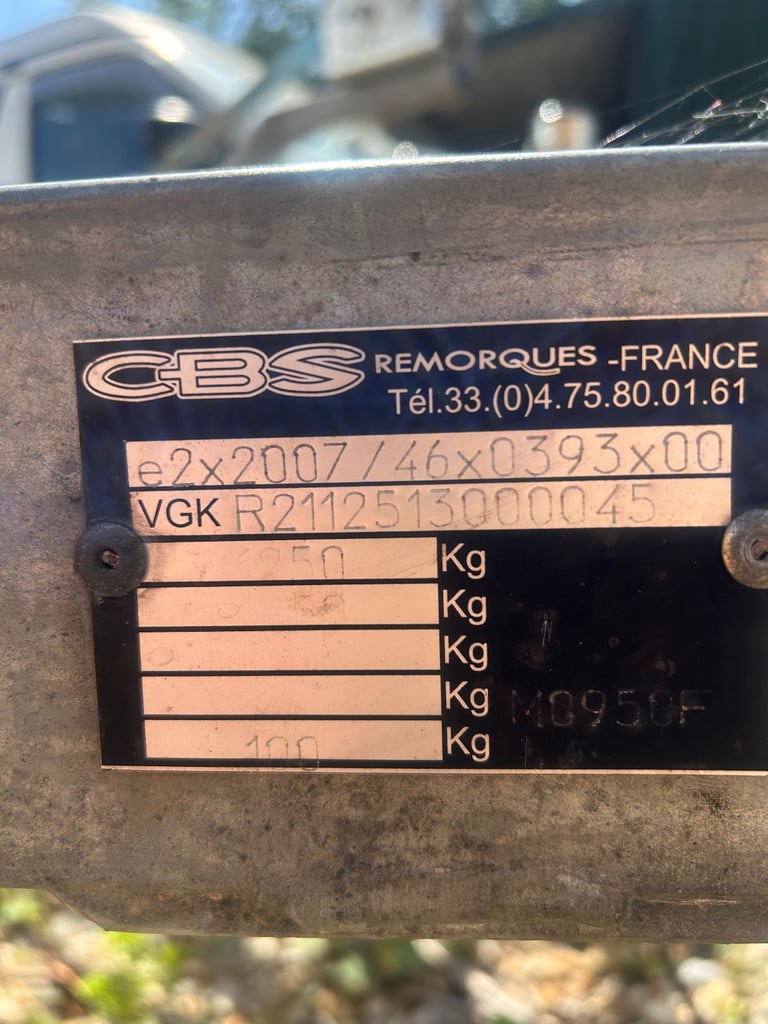 CBS REMORQUES -FRANCE
Tél.33.(0)4.75.80.01.61
e2x2007/46x0393x00
VGK R2112513000045
1250 Kg
Kg
Kg
Kg M0950F
100 Kg